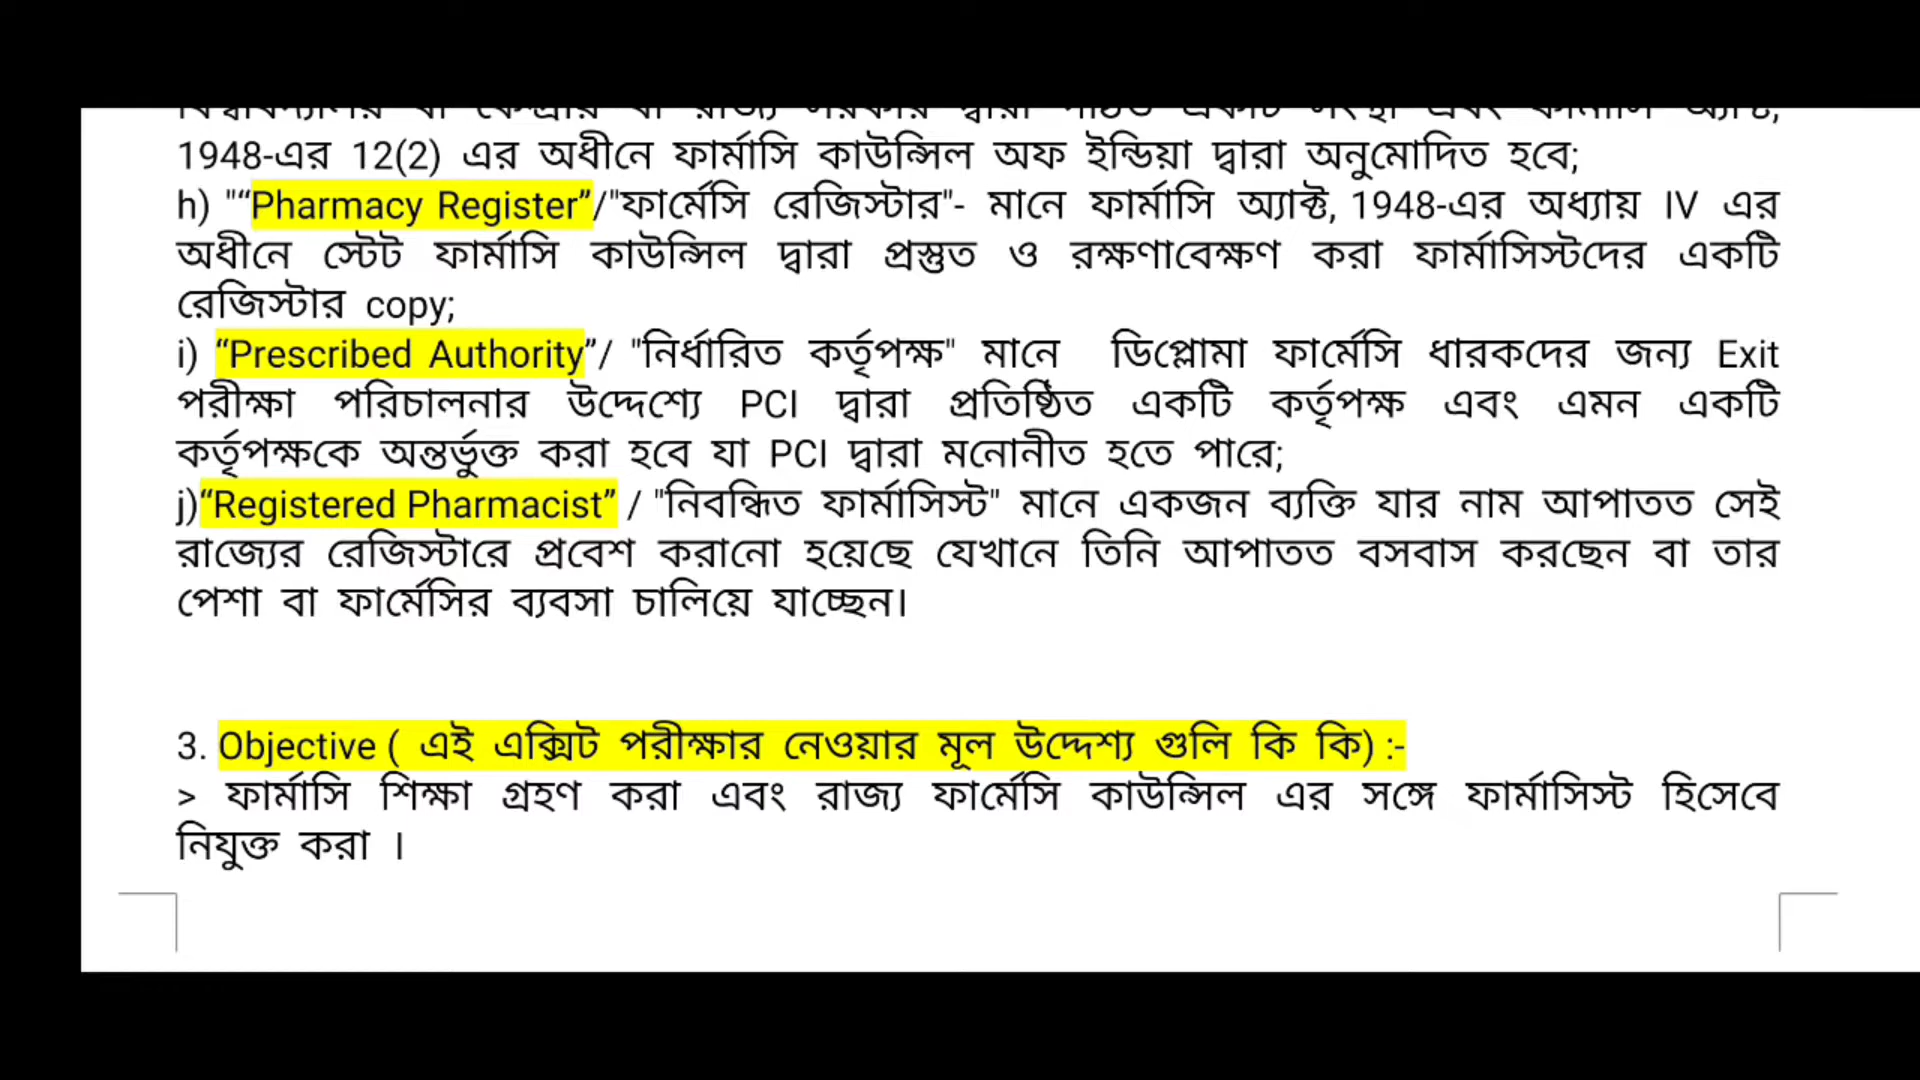 1948-এর 12(2) এর অধীনে ফার্মাসি কাউন্সিল অফ ইন্ডিয়া দ্বারা অনুমোদিত হবে;
h) "“Pharmacy Register”/"ফার্মেসি রেজিস্টার"- মানে ফার্মাসি অ্যাক্ট, 1948-এর অধ্যায় IV এর
অধীনে স্টেট ফার্মাসি কাউন্সিল দ্বারা প্রস্তুত ও রক্ষণাবেক্ষণ করা ফার্মাসিস্টদের একটি
রেজিস্টার copy;
i) “Prescribed Authority”/ "নির্ধারিত কর্তৃপক্ষ" মানে ডিপ্লোমা ফার্মেসি ধারকদের জন্য Exit
পরীক্ষা পরিচালনার উদ্দেশ্যে PCI দ্বারা প্রতিষ্ঠিত একটি কর্তৃপক্ষ এবং এমন একটি
কর্তৃপক্ষকে অন্তর্ভুক্ত করা হবে যা PCI দ্বারা মনোনীত হতে পারে;
j)“Registered Pharmacist” / "নিবন্ধিত ফার্মাসিস্ট" মানে একজন ব্যক্তি যার নাম আপাতত সেই
রাজ্যের রেজিস্টারে প্রবেশ করানো হয়েছে যেখানে তিনি আপাতত বসবাস করছেন বা তার
পেশা বা ফার্মেসির ব্যবসা চালিয়ে যাচ্ছেন।
3. Objective ( এই এক্সিট পরীক্ষার নেওয়ার মূল উদ্দেশ্য গুলি কি কি) :-
> ফার্মাসি শিক্ষা গ্রহণ করা এবং রাজ্য ফার্মেসি কাউন্সিল এর সঙ্গে ফার্মাসিস্ট হিসেবে
নিযুক্ত করা ।